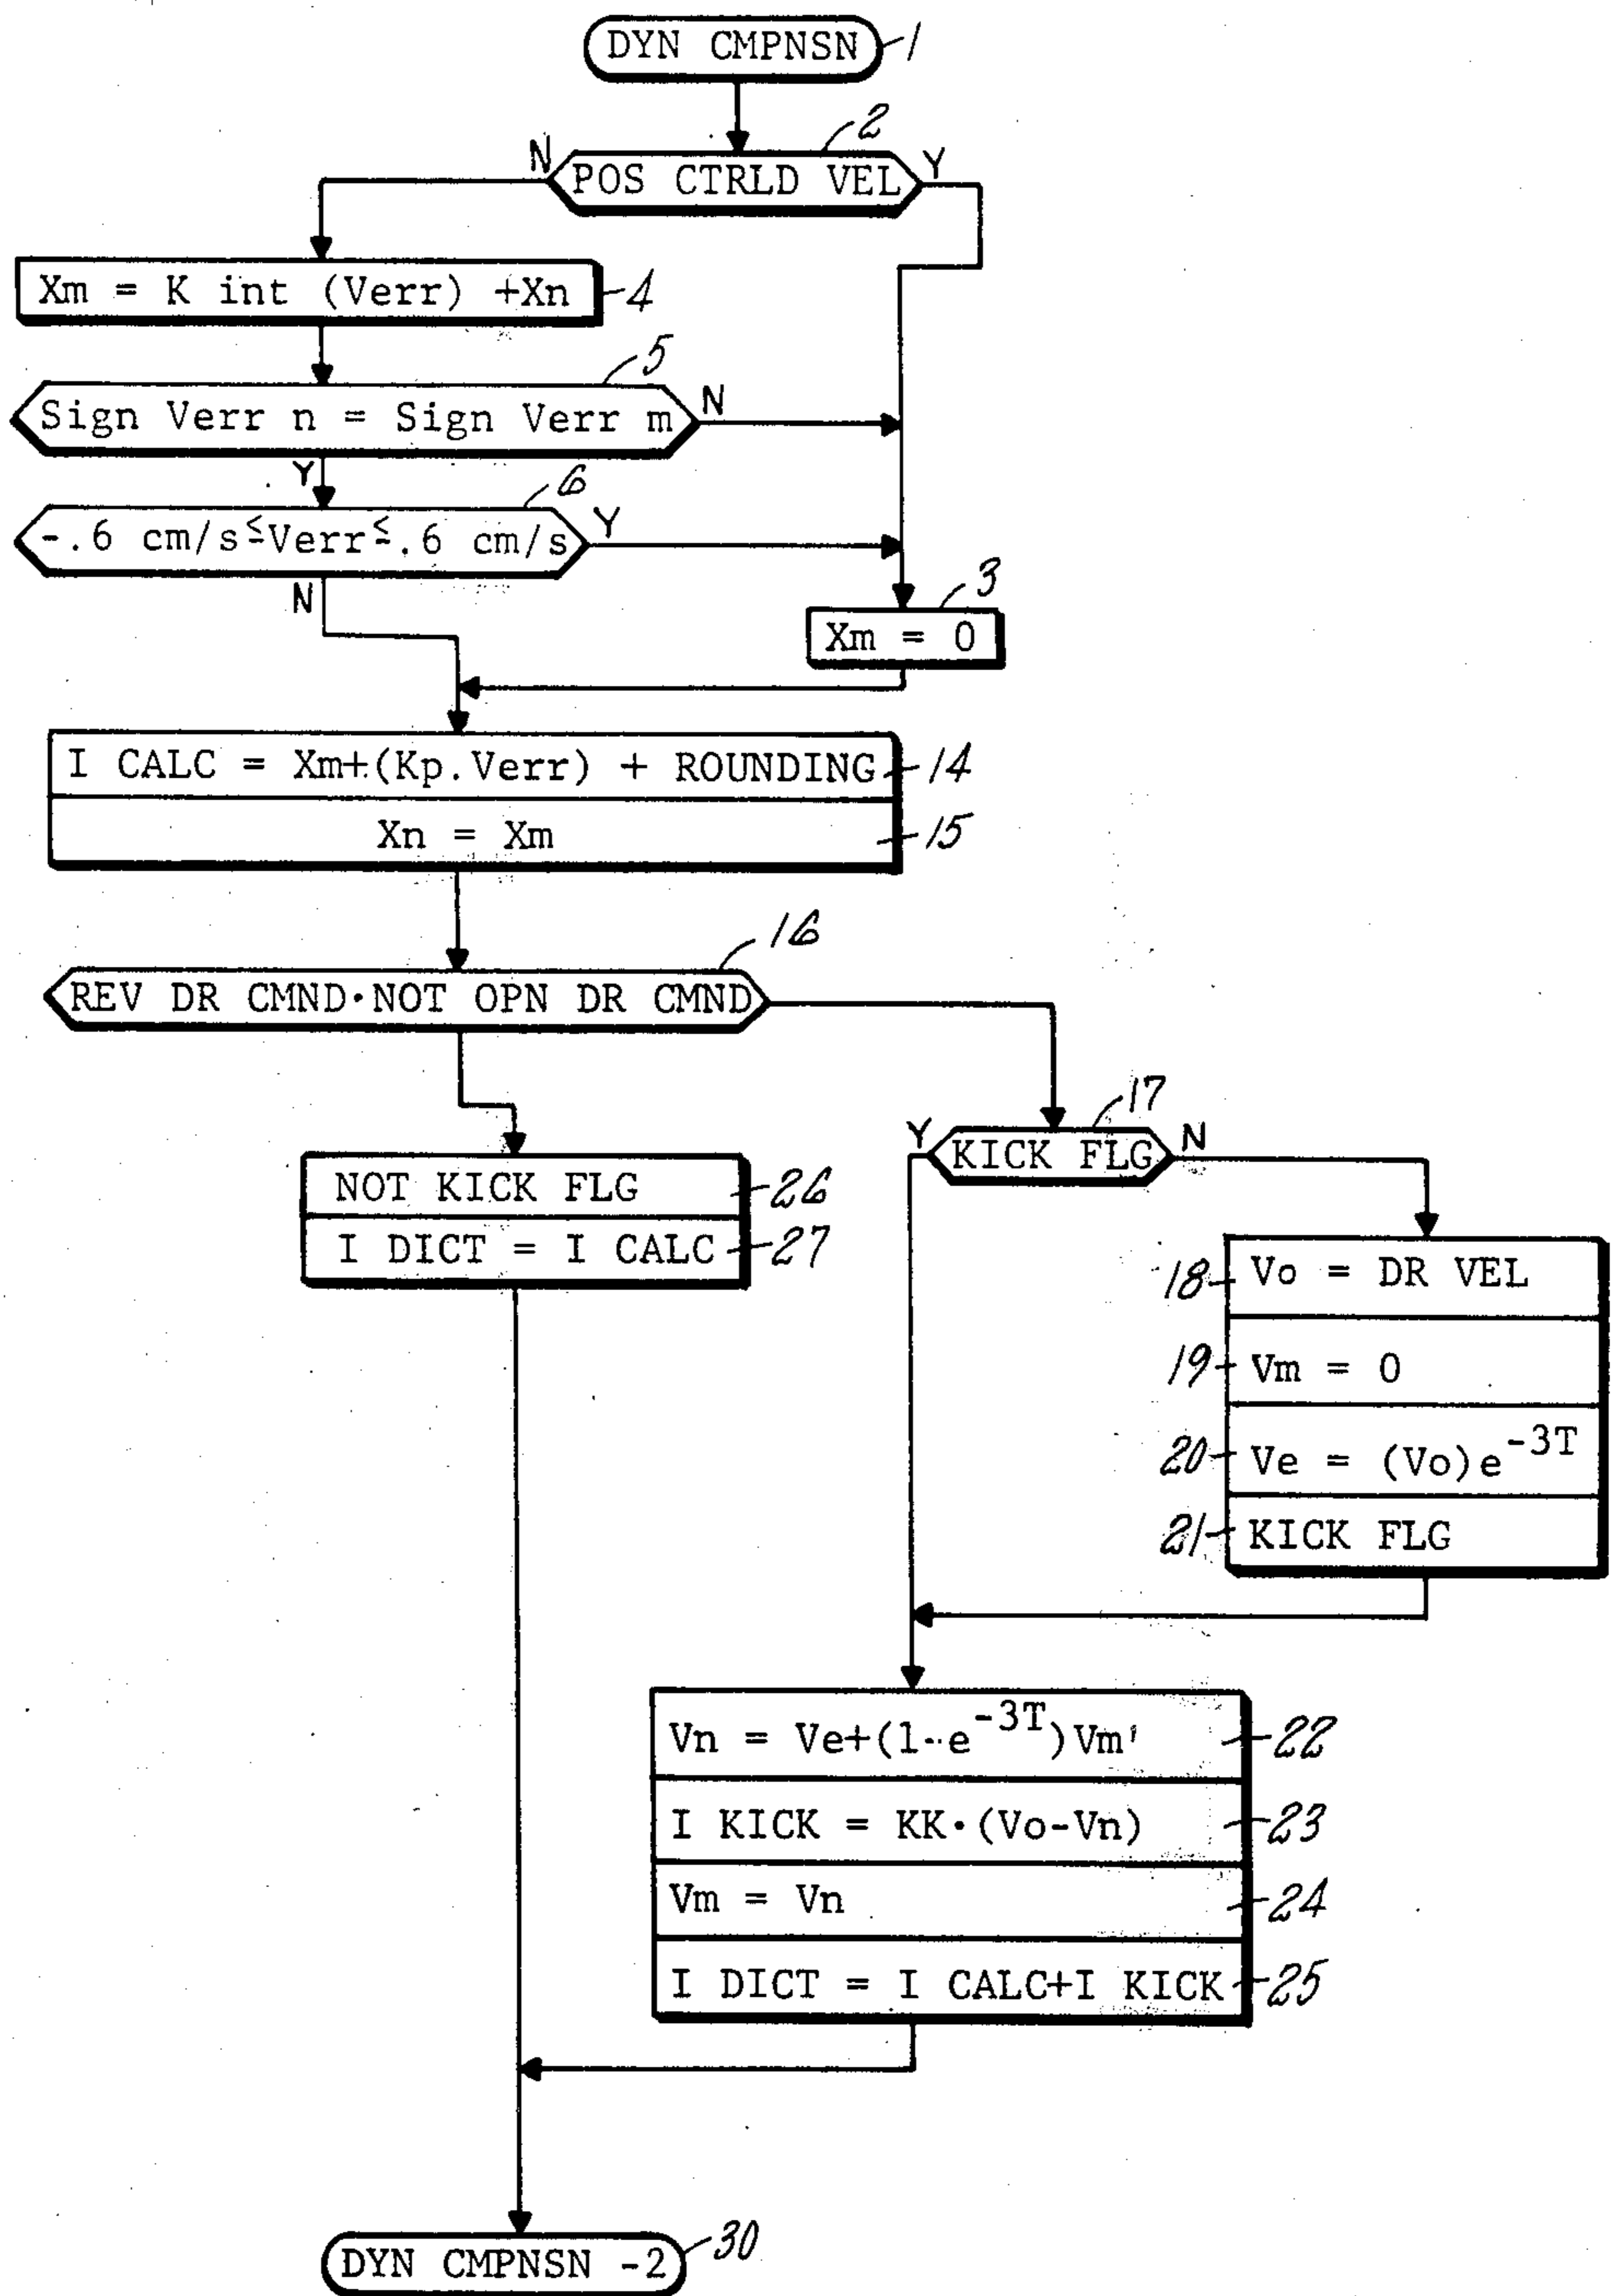 DYN CMPNSN 1
2
N POS CTRLD VEL Y
Xm = K int (Verr) +Xn 4
5
Sign Verr n = Sign Verr m N
Y 6
-.6 cm/s≤Verr≤.6 cm/s Y
N 3
Xm = 0
I CALC = Xm+(Kp.Verr) + ROUNDING 14
Xn = Xm 15
16
REV DR CMND·NOT OPN DR CMND
17
Y KICK FLG N
NOT KICK FLG 26
I DICT = I CALC 27
18 Vo = DR VEL
19 Vm = 0
20 Ve = (Vo)e^-3T
21 KICK FLG
Vn = Ve+(1-e^-3T)Vm 22
I KICK = KK·(Vo-Vn) 23
Vm = Vn 24
I DICT = I CALC+I KICK 25
DYN CMPNSN -2 30